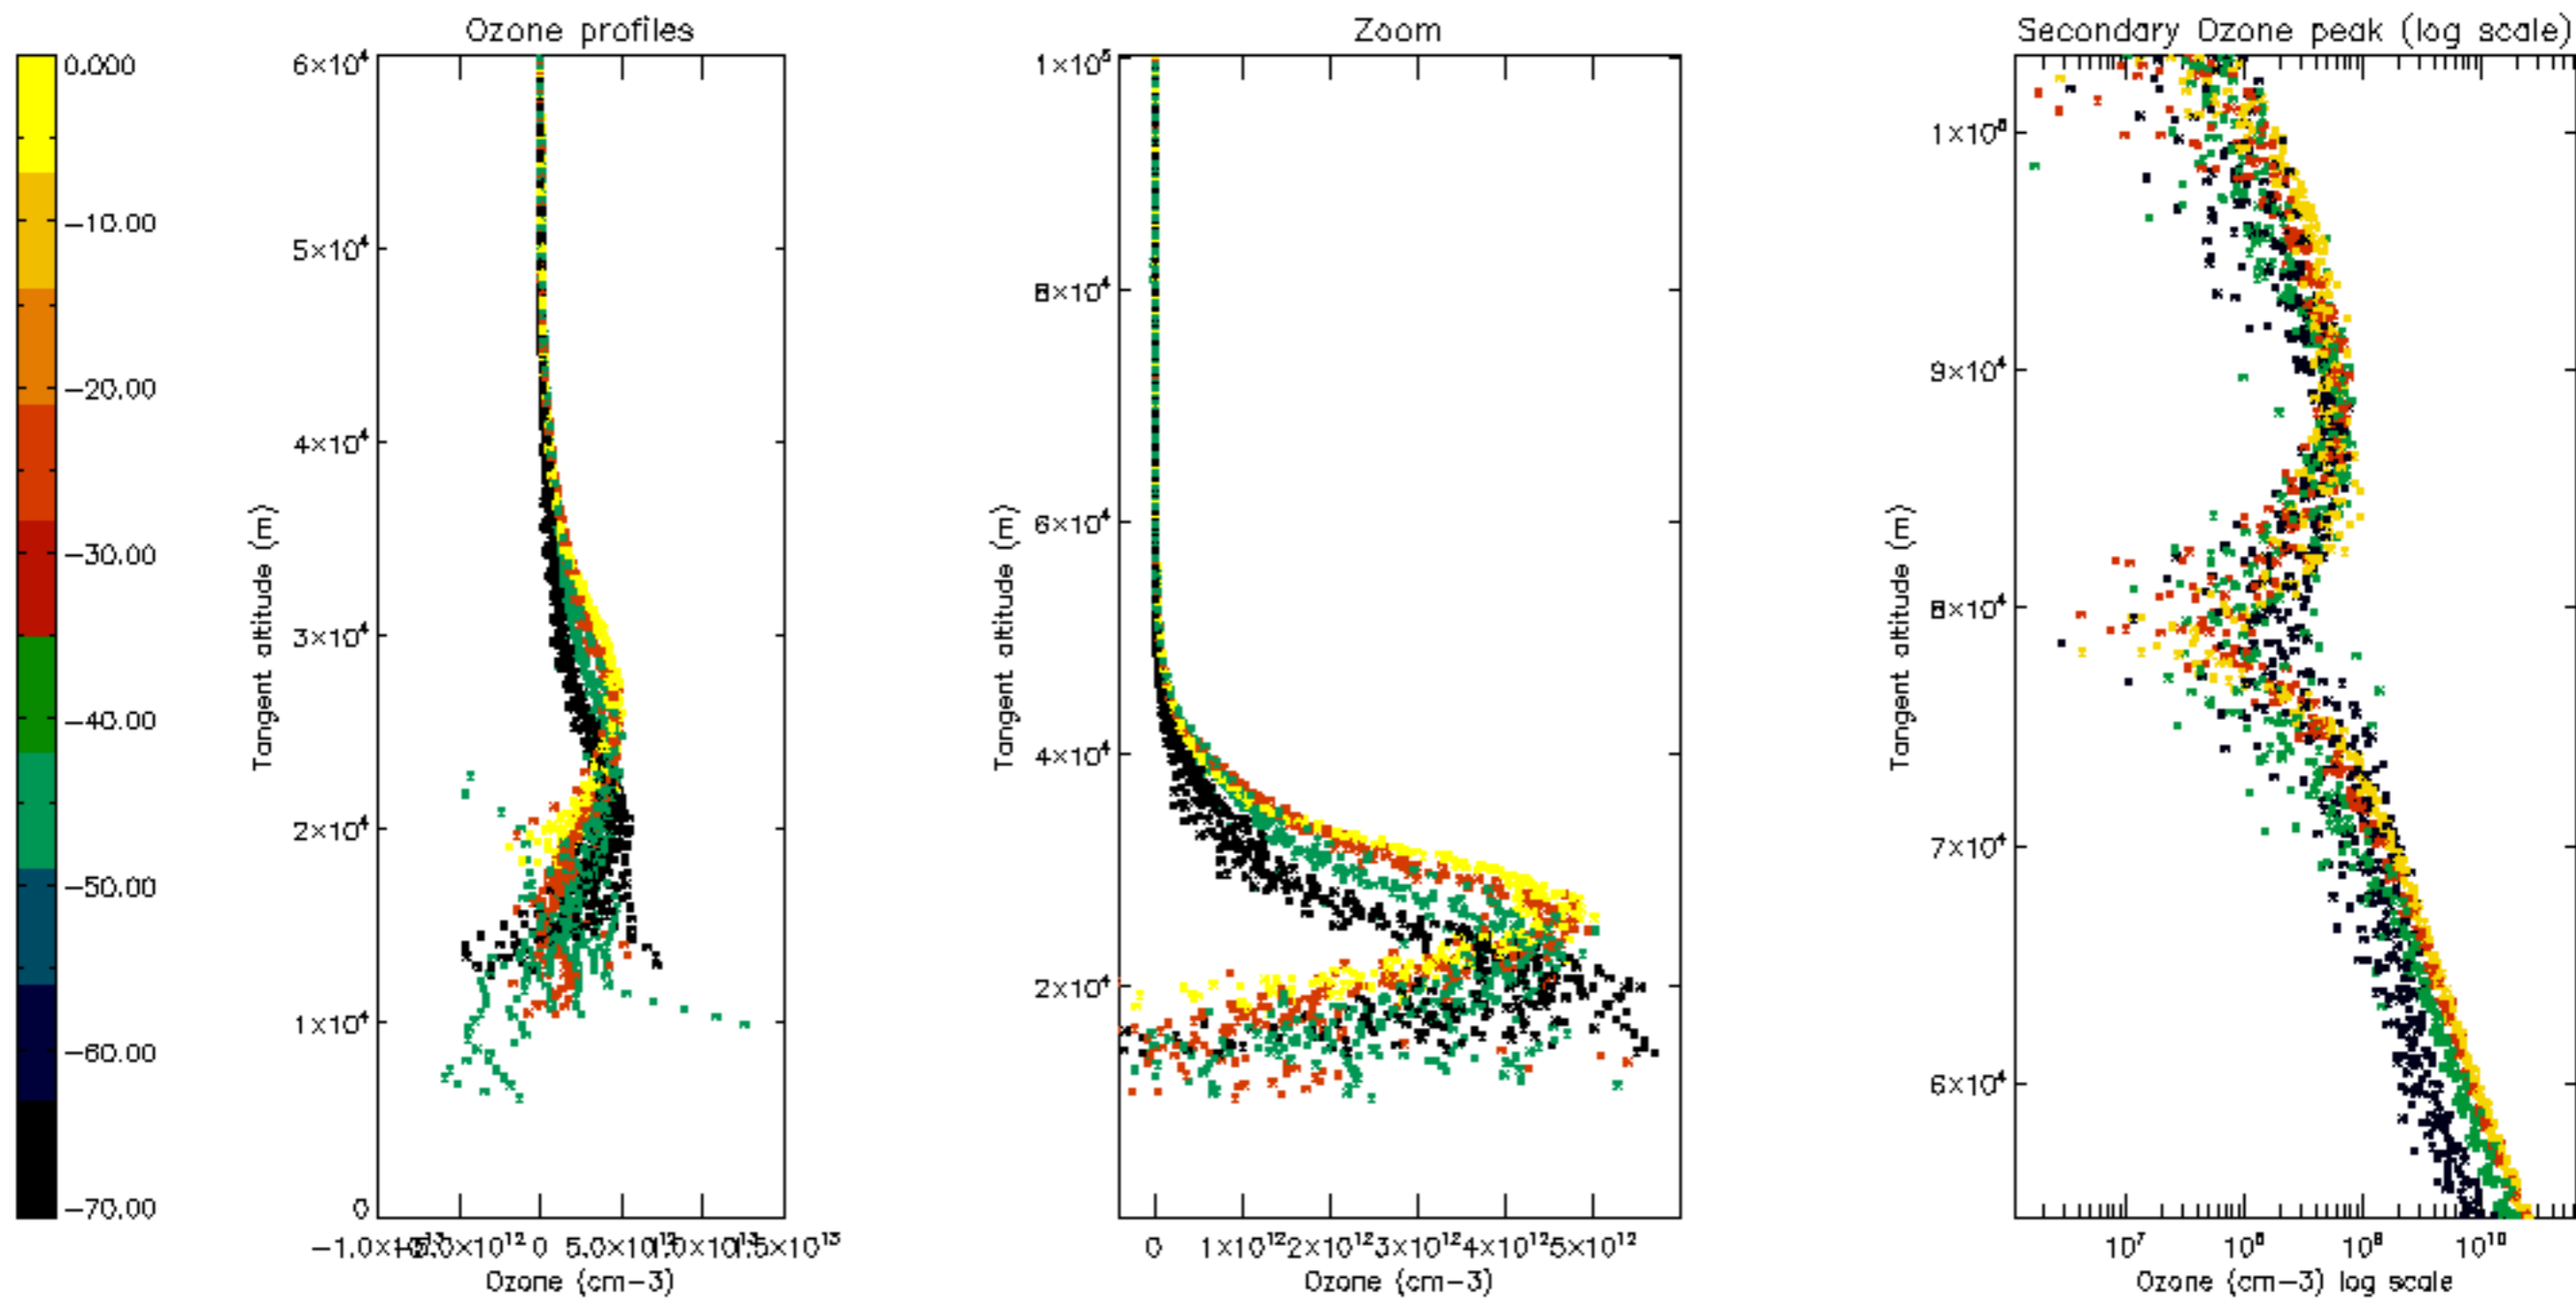 Ozone profiles
Zoom
Secondary Ozone peak (log scale)
0.000
−10.00
−20.00
−30.00
−40.00
−50.00
−60.00
−70.00
Tangent altitude (m)
6×10⁴
5×10⁴
4×10⁴
3×10⁴
2×10⁴
1×10⁴
0
0
5.0×10¹²
Ozone (cm−3)
Tangent altitude (m)
1×10⁵
8×10⁴
6×10⁴
4×10⁴
2×10⁴
0 1×10¹² 2×10¹² 3×10¹² 4×10¹² 5×10¹²
Ozone (cm−3)
Tangent altitude (m)
9×10⁴
8×10⁴
7×10⁴
6×10⁴
10⁷ 10⁸ 10⁹ 10¹⁰
Ozone (cm−3) log scale